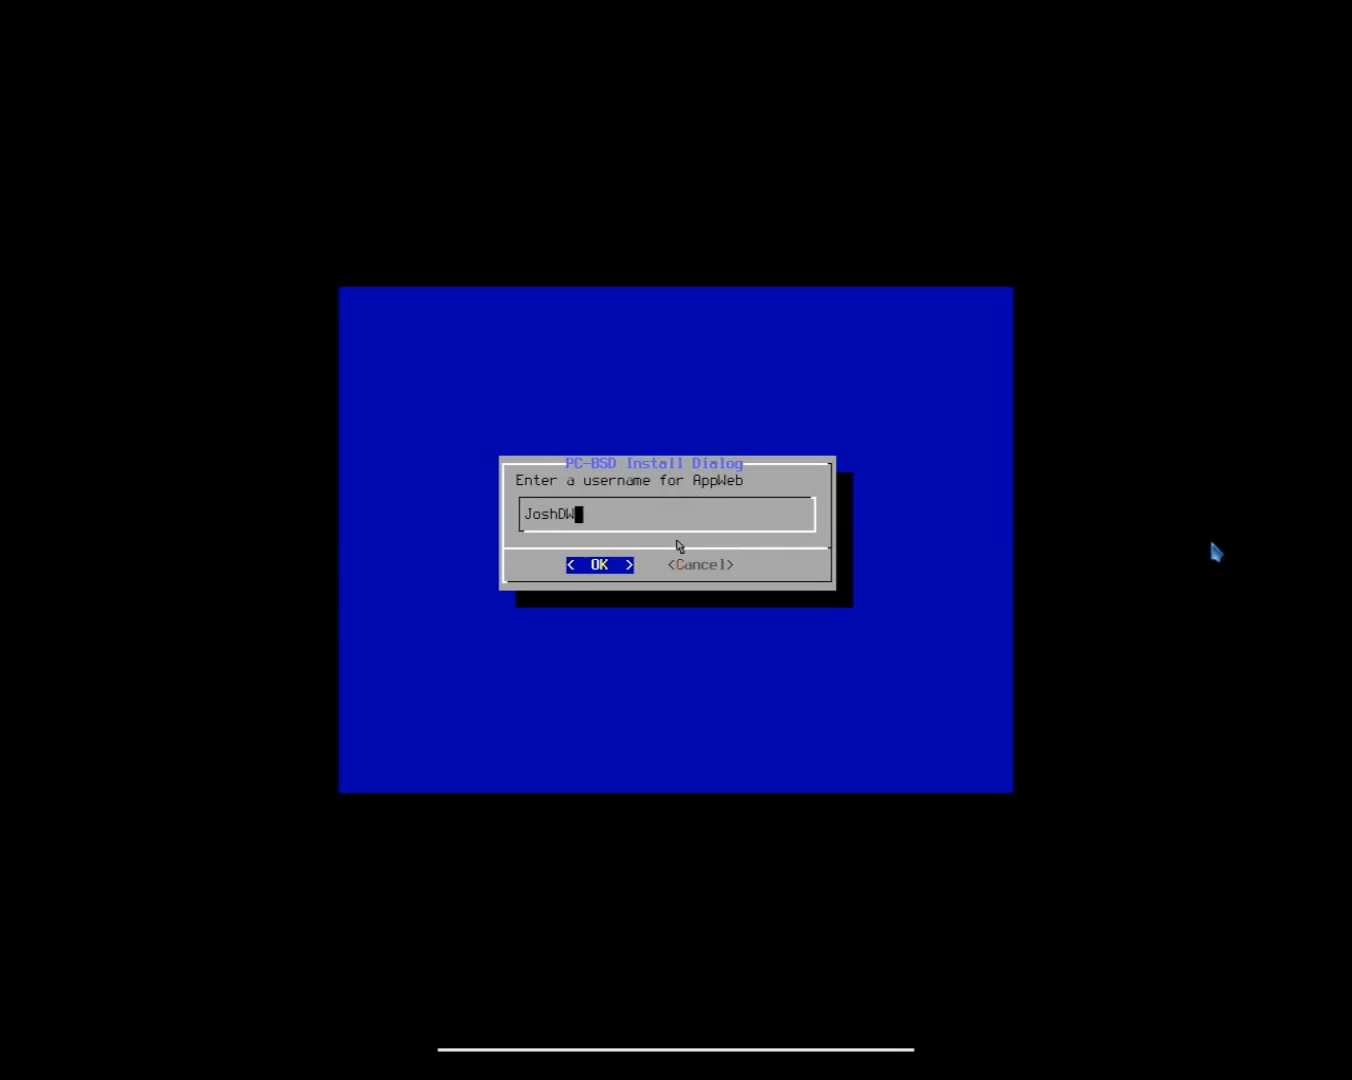 PC-BSD Install Dialog
Enter a username for AppWeb
JoshDW
< OK > <Cancel>